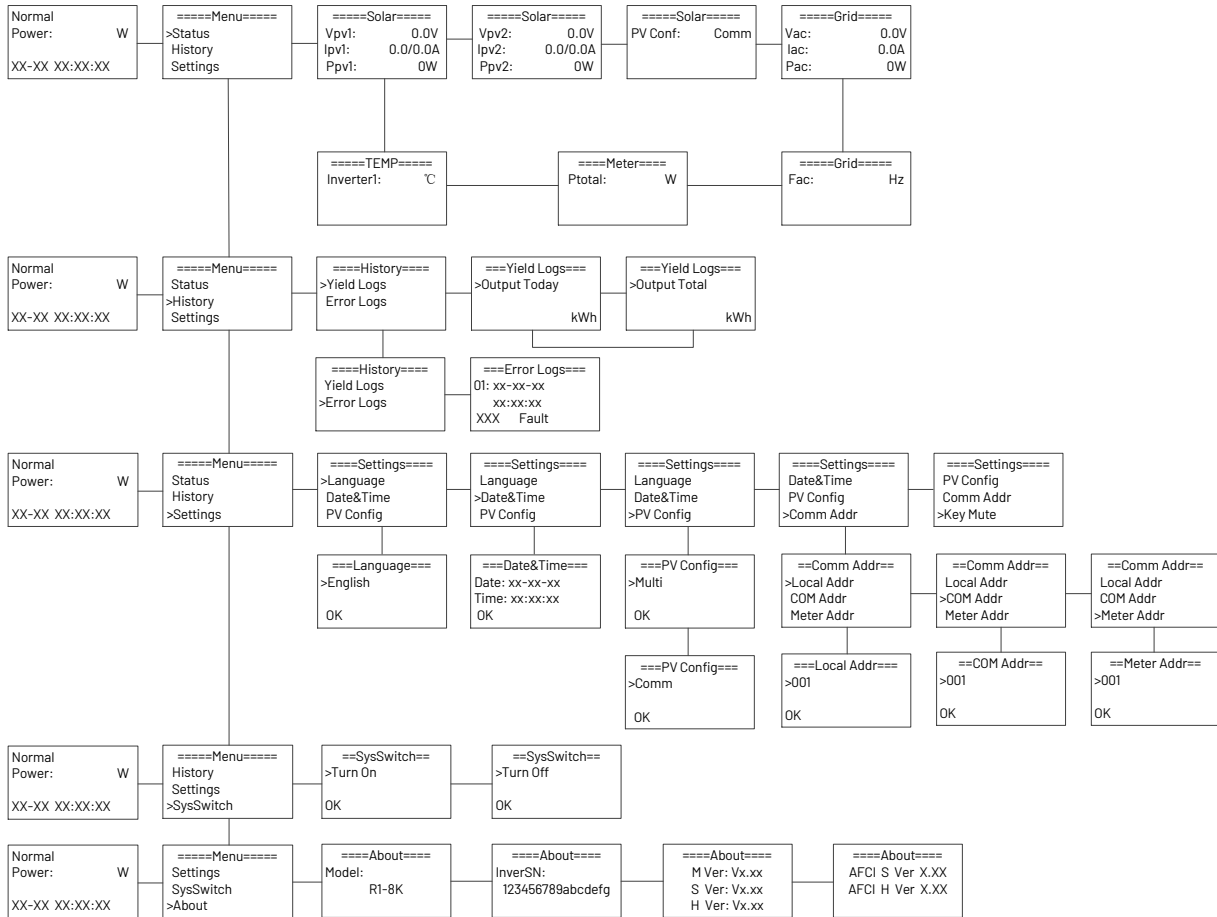 Normal
Power: W
XX-XX XX:XX:XX
=====Menu=====
>Status
History
Settings
=====Solar=====
Vpv1: 0.0V
Ipv1: 0.0/0.0A
Ppv1: 0W
=====Solar=====
Vpv2: 0.0V
Ipv2: 0.0/0.0A
Ppv2: 0W
=====Solar=====
PV Conf: Comm
=====Grid=====
Vac: 0.0V
Iac: 0.0A
Pac: 0W
=====TEMP=====
Inverter1: ℃
====Meter====
Ptotal: W
=====Grid=====
Fac: Hz
Normal
Power: W
XX-XX XX:XX:XX
=====Menu=====
Status
>History
Settings
====History====
>Yield Logs
Error Logs
===Yield Logs===
>Output Today
kWh
===Yield Logs===
>Output Total
kWh
====History====
Yield Logs
>Error Logs
===Error Logs===
01: xx-xx-xx
xx:xx:xx
XXX Fault
Normal
Power: W
XX-XX XX:XX:XX
=====Menu=====
Status
History
>Settings
====Settings====
>Language
Date&Time
PV Config
====Settings====
Language
>Date&Time
PV Config
====Settings====
Language
Date&Time
>PV Config
====Settings====
Date&Time
PV Config
>Comm Addr
====Settings====
PV Config
Comm Addr
>Key Mute
===Language===
>English
OK
===Date&Time===
Date: xx-xx-xx
Time: xx:xx:xx
OK
===PV Config===
>Multi
OK
==Comm Addr==
>Local Addr
COM Addr
Meter Addr
==Comm Addr==
Local Addr
>COM Addr
Meter Addr
==Comm Addr==
Local Addr
COM Addr
>Meter Addr
===PV Config===
>Comm
OK
===Local Addr===
>001
OK
==COM Addr==
>001
OK
==Meter Addr==
>001
OK
Normal
Power: W
XX-XX XX:XX:XX
=====Menu=====
History
Settings
>SysSwitch
==SysSwitch==
>Turn On
OK
==SysSwitch==
>Turn Off
OK
Normal
Power: W
XX-XX XX:XX:XX
=====Menu=====
Settings
SysSwitch
>About
====About====
Model:
R1-8K
====About====
InverSN:
123456789abcdefg
====About====
M Ver: Vx.xx
S Ver: Vx.xx
H Ver: Vx.xx
====About====
AFCI S Ver X.XX
AFCI H Ver X.XX